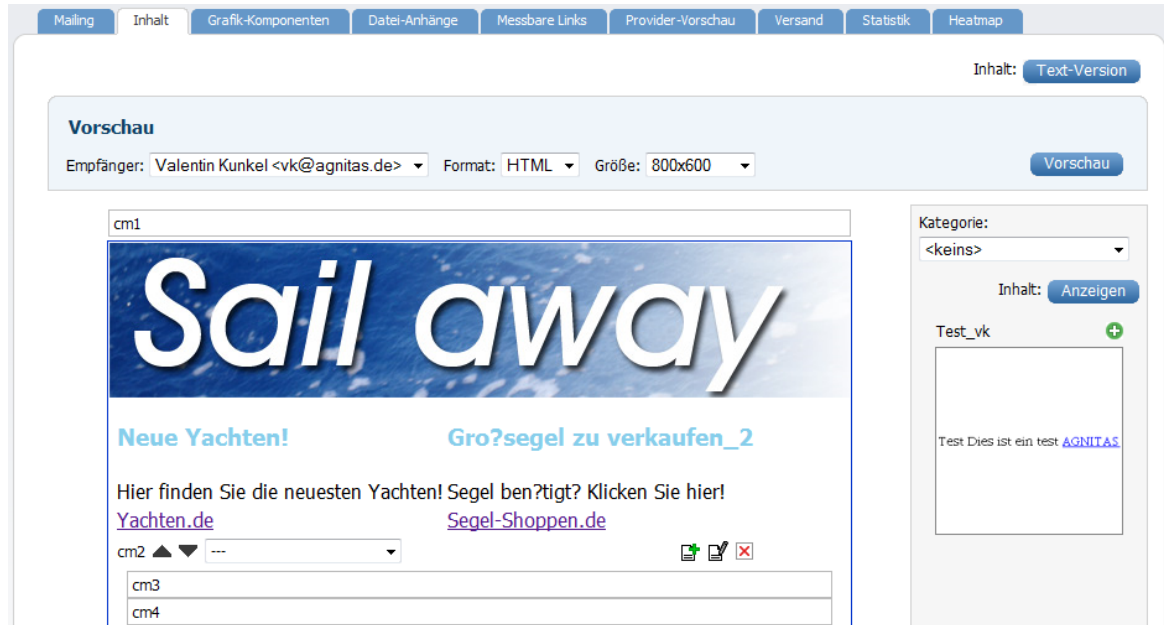 Mailing Inhalt Grafik-Komponenten Datei-Anhänge Messbare Links Provider-Vorschau Versand Statistik Heatmap
Inhalt: Text-Version
Vorschau
Empfänger: Valentin Kunkel <vk@agnitas.de> Format: HTML Größe: 800x600 Vorschau
cm1
Sail away
Neue Yachten! Gro?segel zu verkaufen_2
Hier finden Sie die neuesten Yachten! Segel ben?tigt? Klicken Sie hier!
Yachten.de Segel-Shoppen.de
cm2 ---
cm3
cm4
Kategorie:
<keins>
Inhalt: Anzeigen
Test_vk
Test Dies ist ein test AGNITAS